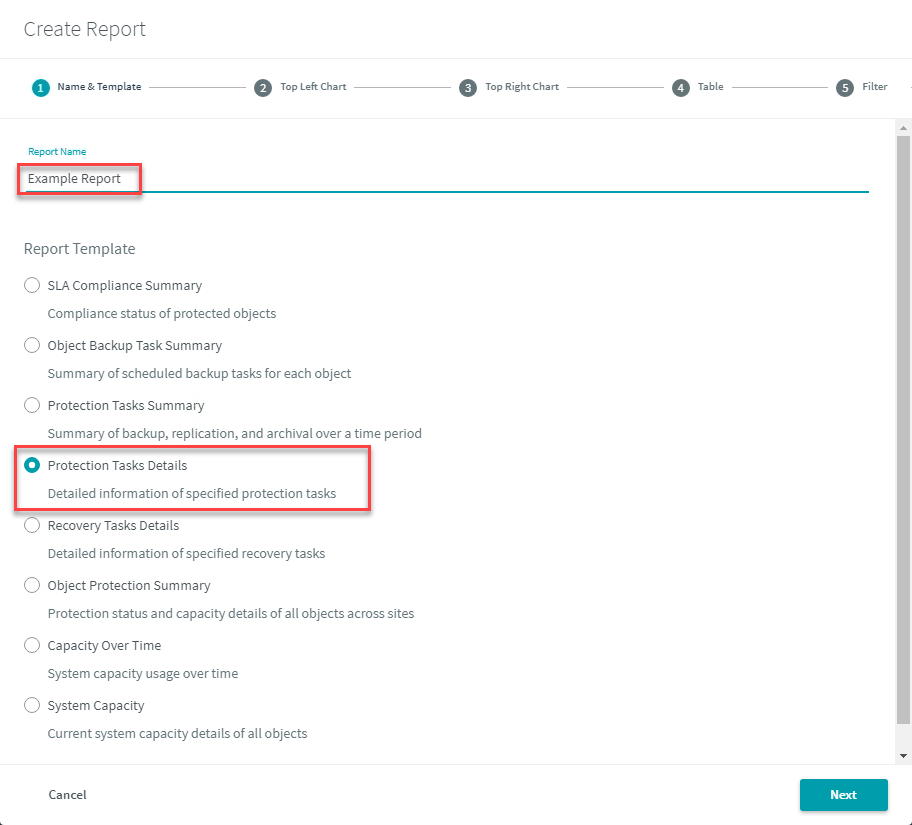 Create Report
1 Name & Template 2 Top Left Chart 3 Top Right Chart 4 Table 5 Filter
Report Name
Example Report
Report Template
SLA Compliance Summary
Compliance status of protected objects
Object Backup Task Summary
Summary of scheduled backup tasks for each object
Protection Tasks Summary
Summary of backup, replication, and archival over a time period
Protection Tasks Details
Detailed information of specified protection tasks
Recovery Tasks Details
Detailed information of specified recovery tasks
Object Protection Summary
Protection status and capacity details of all objects across sites
Capacity Over Time
System capacity usage over time
System Capacity
Current system capacity details of all objects
Cancel Next